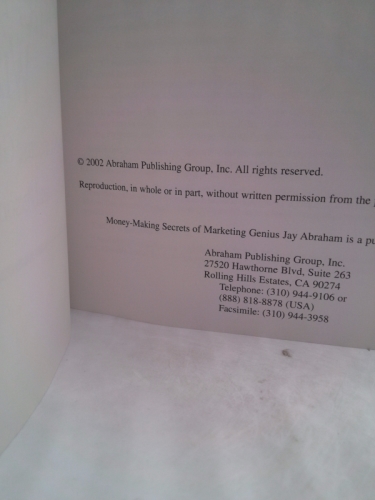 © 2002 Abraham Publishing Group, Inc. All rights reserved.
Reproduction, in whole or in part, without written permission from the
Money-Making Secrets of Marketing Genius Jay Abraham is a
Abraham Publishing Group, Inc.
27520 Hawthorne Blvd, Suite 263
Rolling Hills Estates, CA 90274
Telephone: (310) 944-9106 or
(888) 818-8878 (USA)
Facsimile: (310) 944-3958